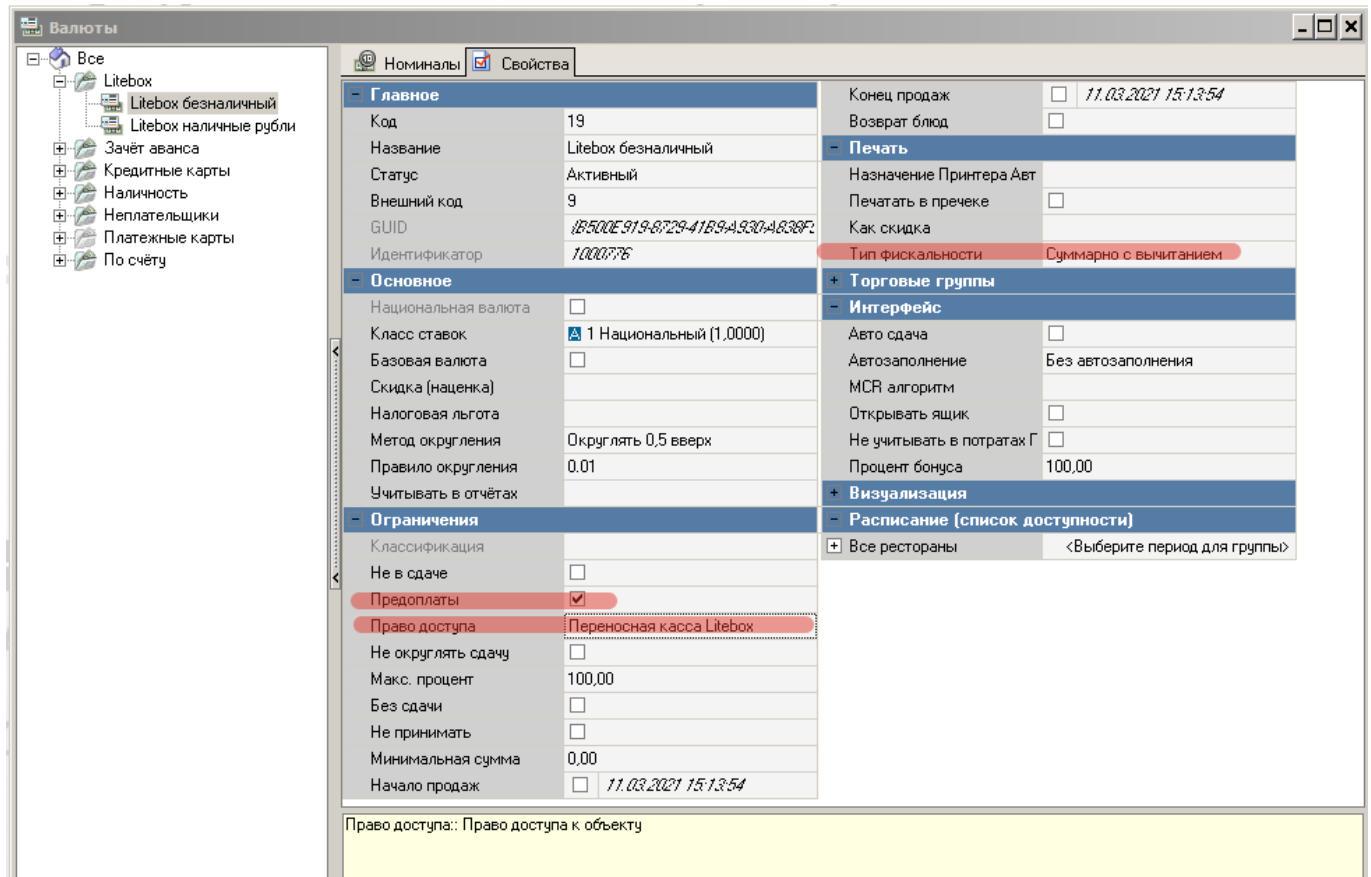 Валюты
Все
Litebox
Litebox безналичный
Litebox наличные рубли
Зачёт аванса
Кредитные карты
Наличность
Неплательщики
Платежные карты
По счёту
Номиналы Свойства
Главное
Код 19
Название Litebox безналичный
Статус Активный
Внешний код 9
GUID
Идентификатор 1000776
Основное
Национальная валюта
Класс ставок 1 Национальный (1,0000)
Базовая валюта
Скидка (наценка)
Налоговая льгота
Метод округления Округлять 0,5 вверх
Правило округления 0.01
Учитывать в отчётах
Ограничения
Классификация
Не в сдаче
Предоплаты
Право доступа Переносная касса Litebox
Не округлять сдачу
Макс. процент 100,00
Без сдачи
Не принимать
Минимальная сумма 0,00
Начало продаж 11.03.2021 15:13:54
Конец продаж 11.03.2021 15:13:54
Возврат блюд
Печать
Назначение Принтера Авт
Печатать в пречеке
Как скидка
Тип фискальности Суммарно с вычитанием
Торговые группы
Интерфейс
Авто сдача
Автозаполнение Без автозаполнения
MCR алгоритм
Открывать ящик
Не учитывать в потратах Г
Процент бонуса 100,00
Визуализация
Расписание (список доступности)
Все рестораны <Выберите период для группы>
Право доступа:: Право доступа к объекту